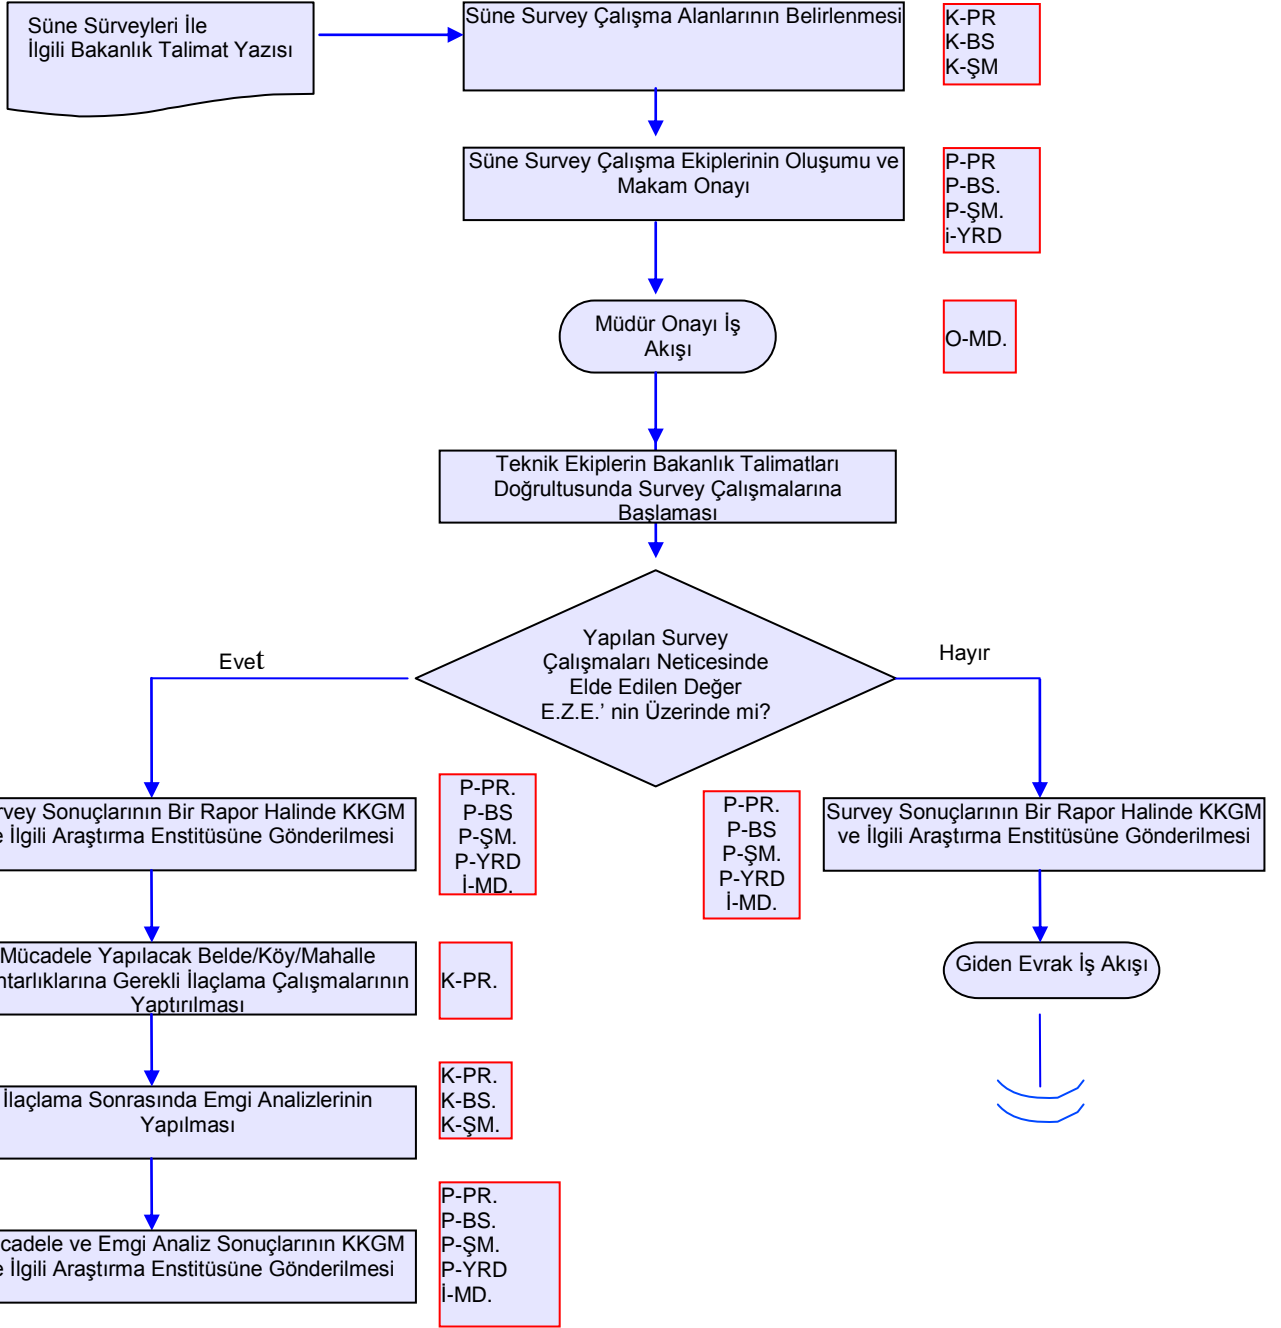 Süne Sürveyleri İle
İlgili Bakanlık Talimat Yazısı
Süne Survey Çalışma Alanlarının Belirlenmesi
K-PR
K-BS
K-ŞM
Süne Survey Çalışma Ekiplerinin Oluşumu ve
Makam Onayı
P-PR
P-BS.
P-ŞM.
i-YRD
Müdür Onayı İş
Akışı
O-MD.
Teknik Ekiplerin Bakanlık Talimatları
Doğrultusunda Survey Çalışmalarına
Başlaması
Yapılan Survey
Çalışmaları Neticesinde
Elde Edilen Değer
E.Z.E.' nin Üzerinde mi?
Evet
Hayır
rvey Sonuçlarının Bir Rapor Halinde KKGM
e İlgili Araştırma Enstitüsüne Gönderilmesi
P-PR.
P-BS
P-ŞM.
P-YRD
İ-MD.
P-PR.
P-BS
P-ŞM.
P-YRD
İ-MD.
Survey Sonuçlarının Bir Rapor Halinde KKGM
ve İlgili Araştırma Enstitüsüne Gönderilmesi
Mücadele Yapılacak Belde/Köy/Mahalle
ntarlıklarına Gerekli İlaçlama Çalışmalarının
Yaptırılması
K-PR.
Giden Evrak İş Akışı
İlaçlama Sonrasında Emgi Analizlerinin
Yapılması
K-PR.
K-BS.
K-ŞM.
cadele ve Emgi Analiz Sonuçlarının KKGM
e İlgili Araştırma Enstitüsüne Gönderilmesi
P-PR.
P-BS.
P-ŞM.
P-YRD
İ-MD.